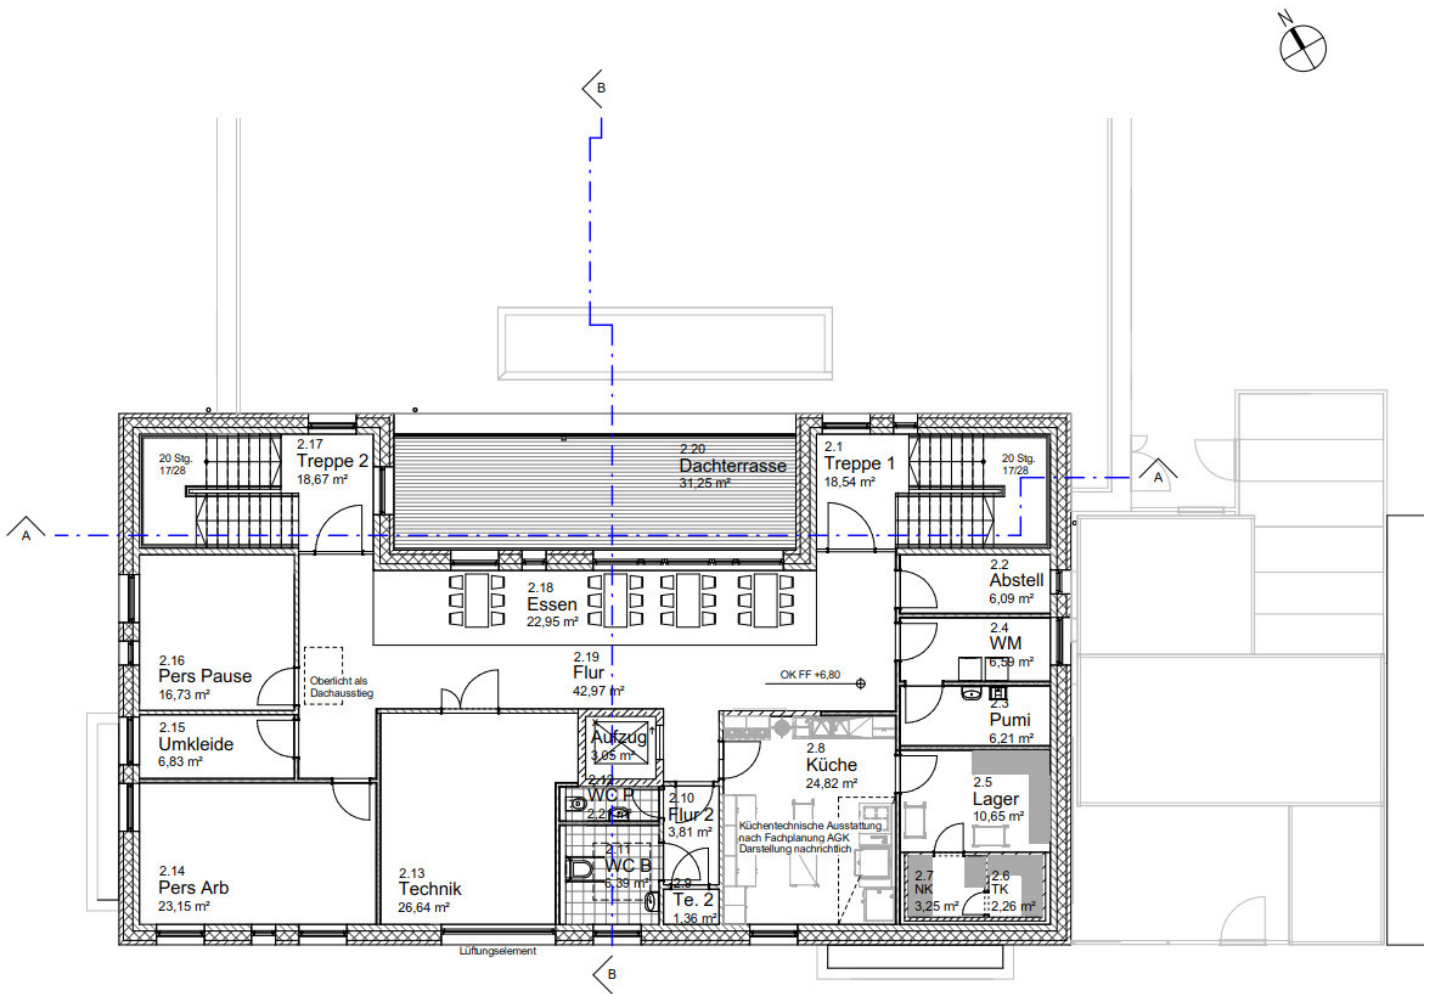 N
B
2.17
Treppe 2
18,67 m²
20 Stg.
17/28
2.20
Dachterrasse
31,25 m²
2.1
Treppe 1
18,54 m²
20 Stg.
17/28
A
A
2.2
Abstell
6,09 m²
2.18
Essen
22,95 m²
2.4
WM
6,59 m²
2.16
Pers Pause
16,73 m²
Oberlicht als
Dachausstieg
2.19
Flur
42,97 m²
OK FF +6,80
2.3
Pumi
6,21 m²
2.15
Umkleide
6,83 m²
Aufzug
3,05 m²
2.8
Küche
24,82 m²
2.5
Lager
10,65 m²
2.12
WC P
2,21 m²
2.10
Flur 2
3,81 m²
Küchentechnische Ausstattung
nach Fachplanung AGK
Darstellung nachrichtlich
2.14
Pers Arb
23,15 m²
2.13
Technik
26,64 m²
2.11
WC B
6,39 m²
2.9
Te. 2
1,36 m²
2.7
NK
3,25 m²
2.6
TK
2,26 m²
Lüftungselement
B